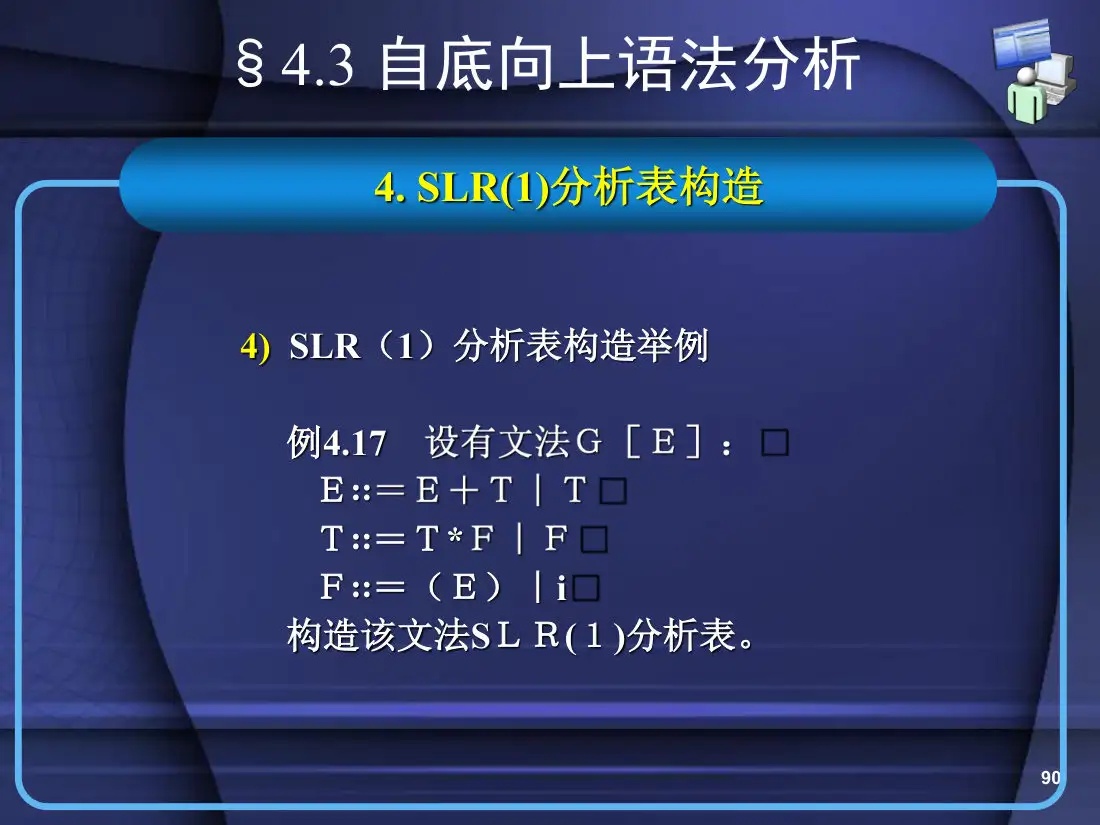 §4.3 自底向上语法分析
4. SLR(1)分析表构造
4) SLR（1）分析表构造举例
例4.17　设有文法Ｇ［Ｅ］：□
Ｅ::＝Ｅ＋Ｔ｜Ｔ□
Ｔ::＝Ｔ*Ｆ｜Ｆ□
Ｆ::＝（Ｅ）｜i□
构造该文法SＬＲ(１)分析表。
90